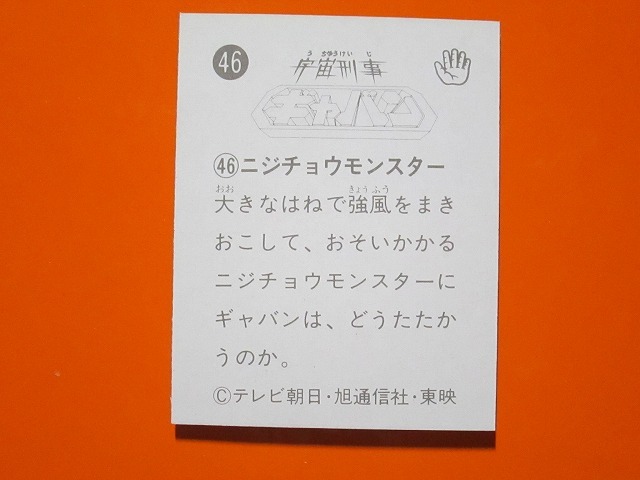 46
うちゅうけいじ
宇宙刑事
ギャバン
㊻ニジチョウモンスター
おお きょうふう
大きなはねで強風をまき
おこして、おそいかかる
ニジチョウモンスターに
ギャバンは、どうたたか
うのか。
©テレビ朝日・旭通信社・東映